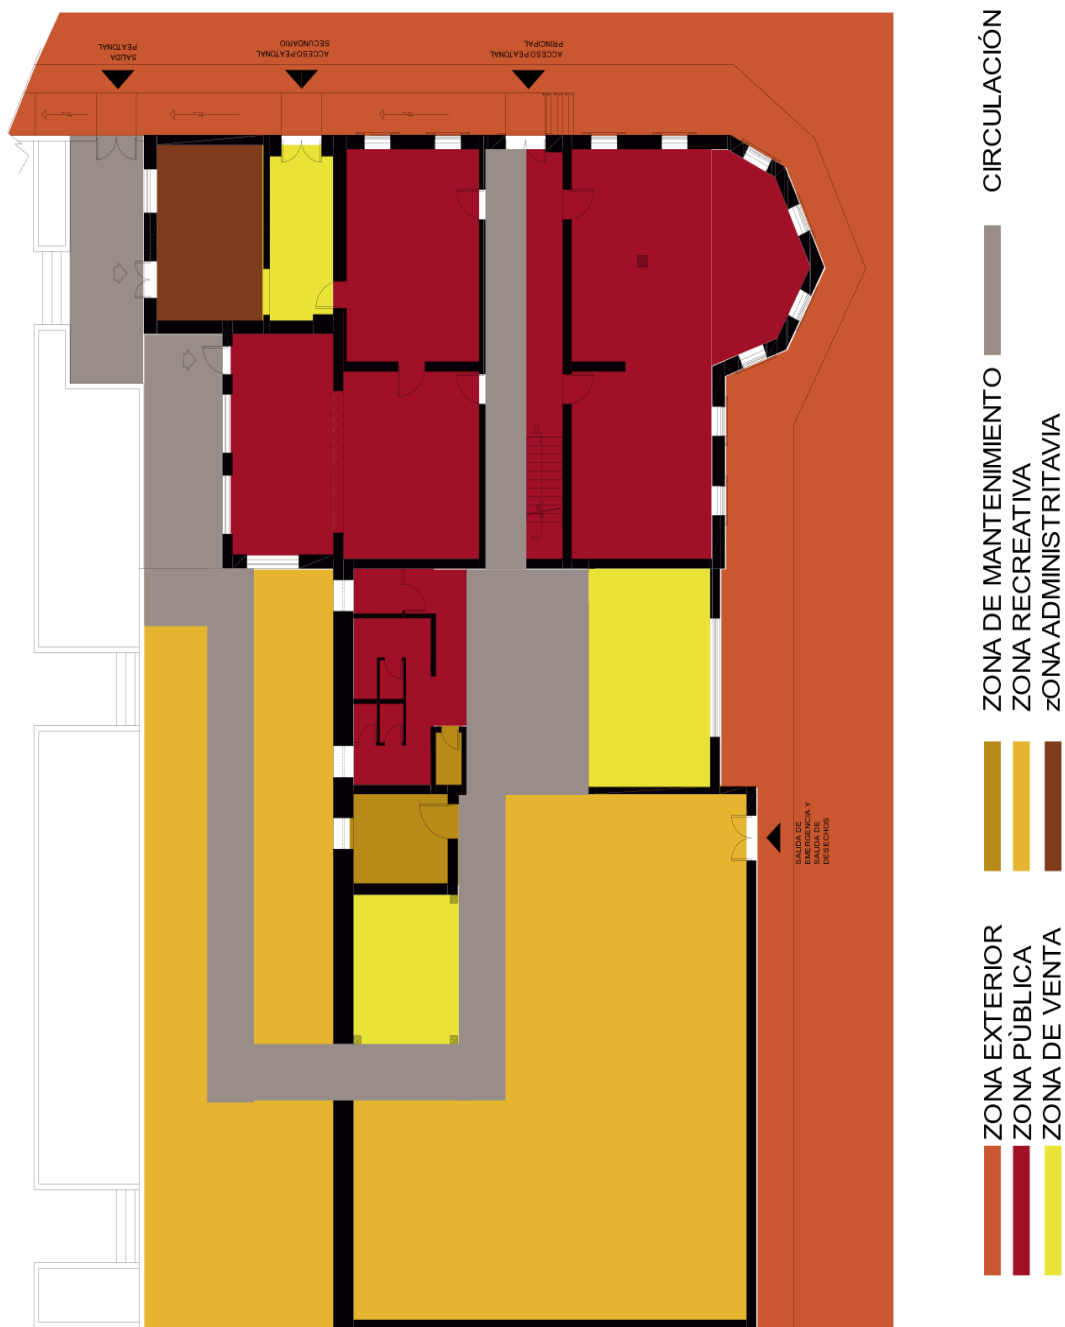 SALIDA
PEATONAL
ACCESO PEATONAL
SECUNDARIO
ACCESO PEATONAL
PRINCIPAL
SALIDA DE
EMERGENCIA Y
SALIDA DE
DESECHOS
ZONA EXTERIOR
ZONA PÙBLICA
ZONA DE VENTA
ZONA DE MANTENIMIENTO
ZONA RECREATIVA
zONA ADMINISTRITAVIA
CIRCULACIÓN